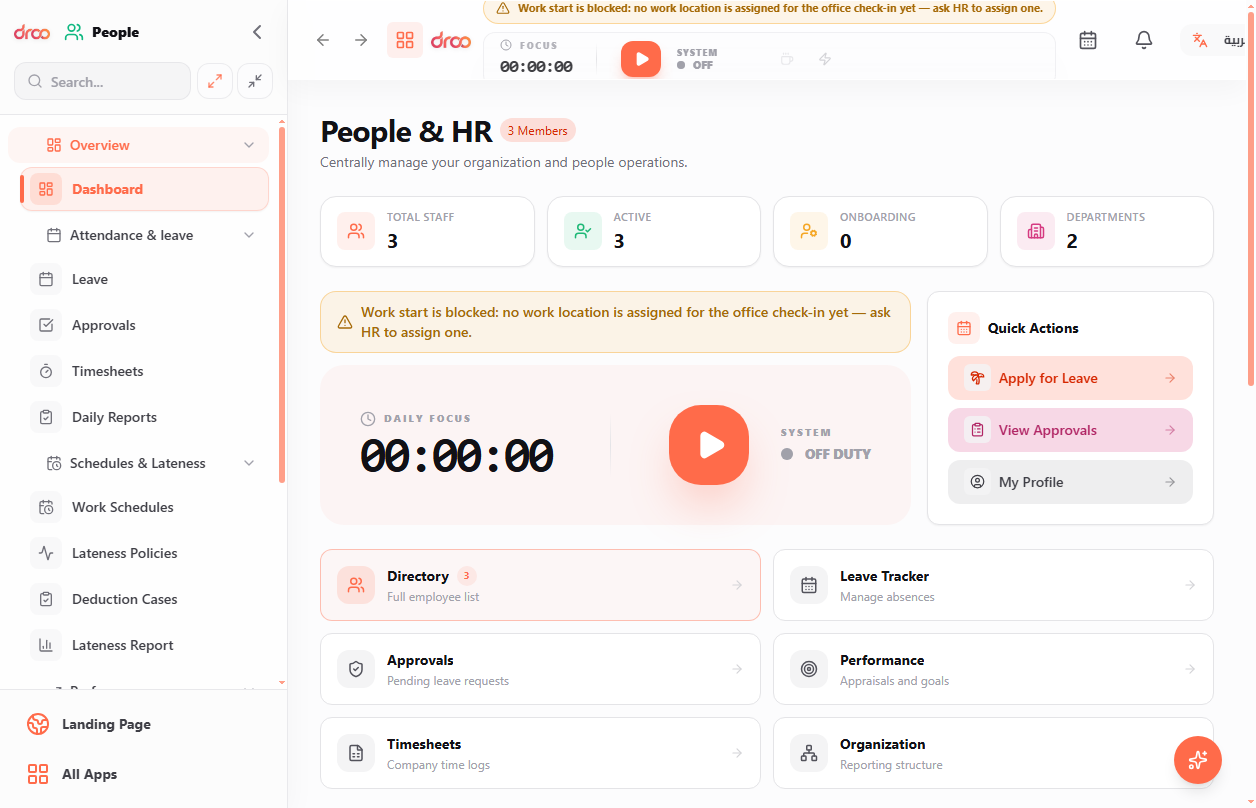 droo People
Search...
Overview
Dashboard
Attendance & leave
Leave
Approvals
Timesheets
Daily Reports
Schedules & Lateness
Work Schedules
Lateness Policies
Deduction Cases
Lateness Report
Landing Page
All Apps
Work start is blocked: no work location is assigned for the office check-in yet — ask HR to assign one.
droo
FOCUS
00:00:00
SYSTEM
OFF
People & HR 3 Members
Centrally manage your organization and people operations.
TOTAL STAFF
3
ACTIVE
3
ONBOARDING
0
DEPARTMENTS
2
Work start is blocked: no work location is assigned for the office check-in yet — ask
HR to assign one.
DAILY FOCUS
00:00:00
SYSTEM
OFF DUTY
Quick Actions
Apply for Leave
View Approvals
My Profile
Directory 3
Full employee list
Leave Tracker
Manage absences
Approvals
Pending leave requests
Performance
Appraisals and goals
Timesheets
Company time logs
Organization
Reporting structure